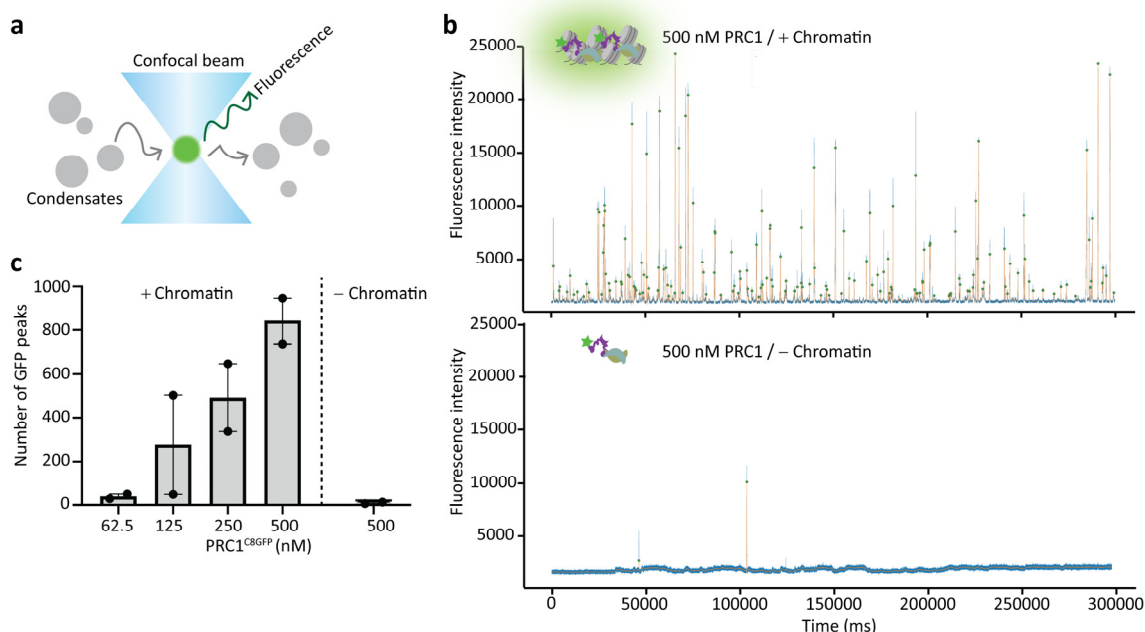 a
Confocal beam
Fluorescence
Condensates
b
500 nM PRC1 / + Chromatin
Fluorescence intensity
25000
20000
15000
10000
5000
500 nM PRC1 / – Chromatin
Fluorescence intensity
25000
20000
15000
10000
5000
0 50000 100000 150000 200000 250000 300000
Time (ms)
c
+ Chromatin – Chromatin
Number of GFP peaks
1000
800
600
400
200
0
62.5 125 250 500 500
PRC1^C8GFP (nM)